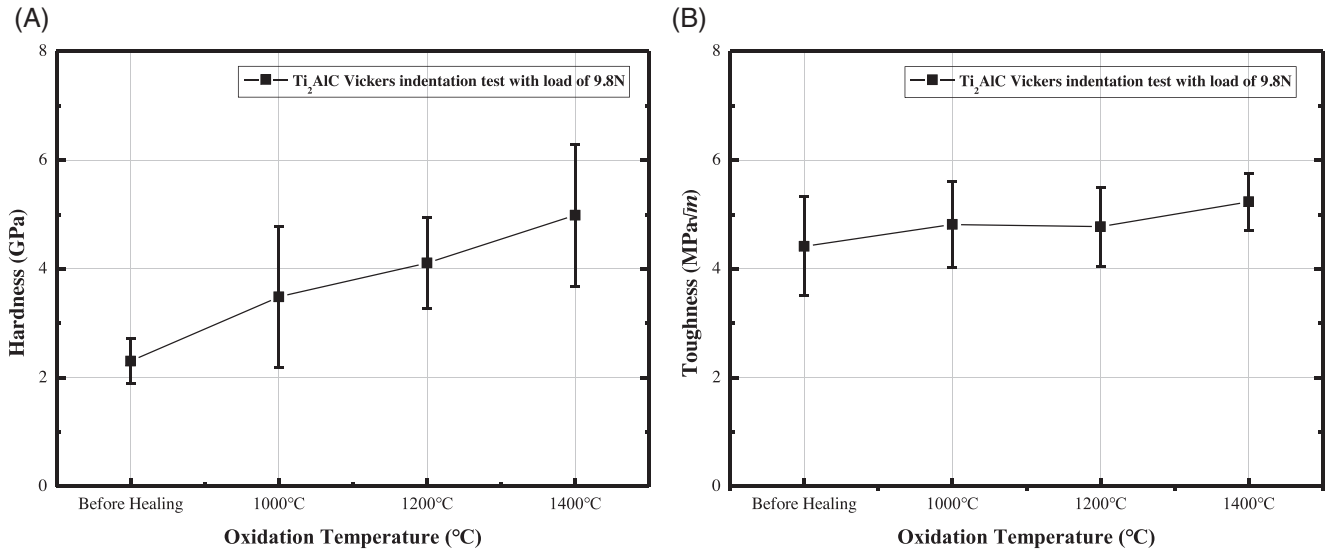 (A)
Ti₂AlC Vickers indentation test with load of 9.8N
8
6
4
2
0
Hardness (GPa)
Before Healing 1000°C 1200°C 1400°C
Oxidation Temperature (°C)
(B)
Ti₂AlC Vickers indentation test with load of 9.8N
8
6
4
2
0
Toughness (MPa√m)
Before Healing 1000°C 1200°C 1400°C
Oxidation Temperature (°C)